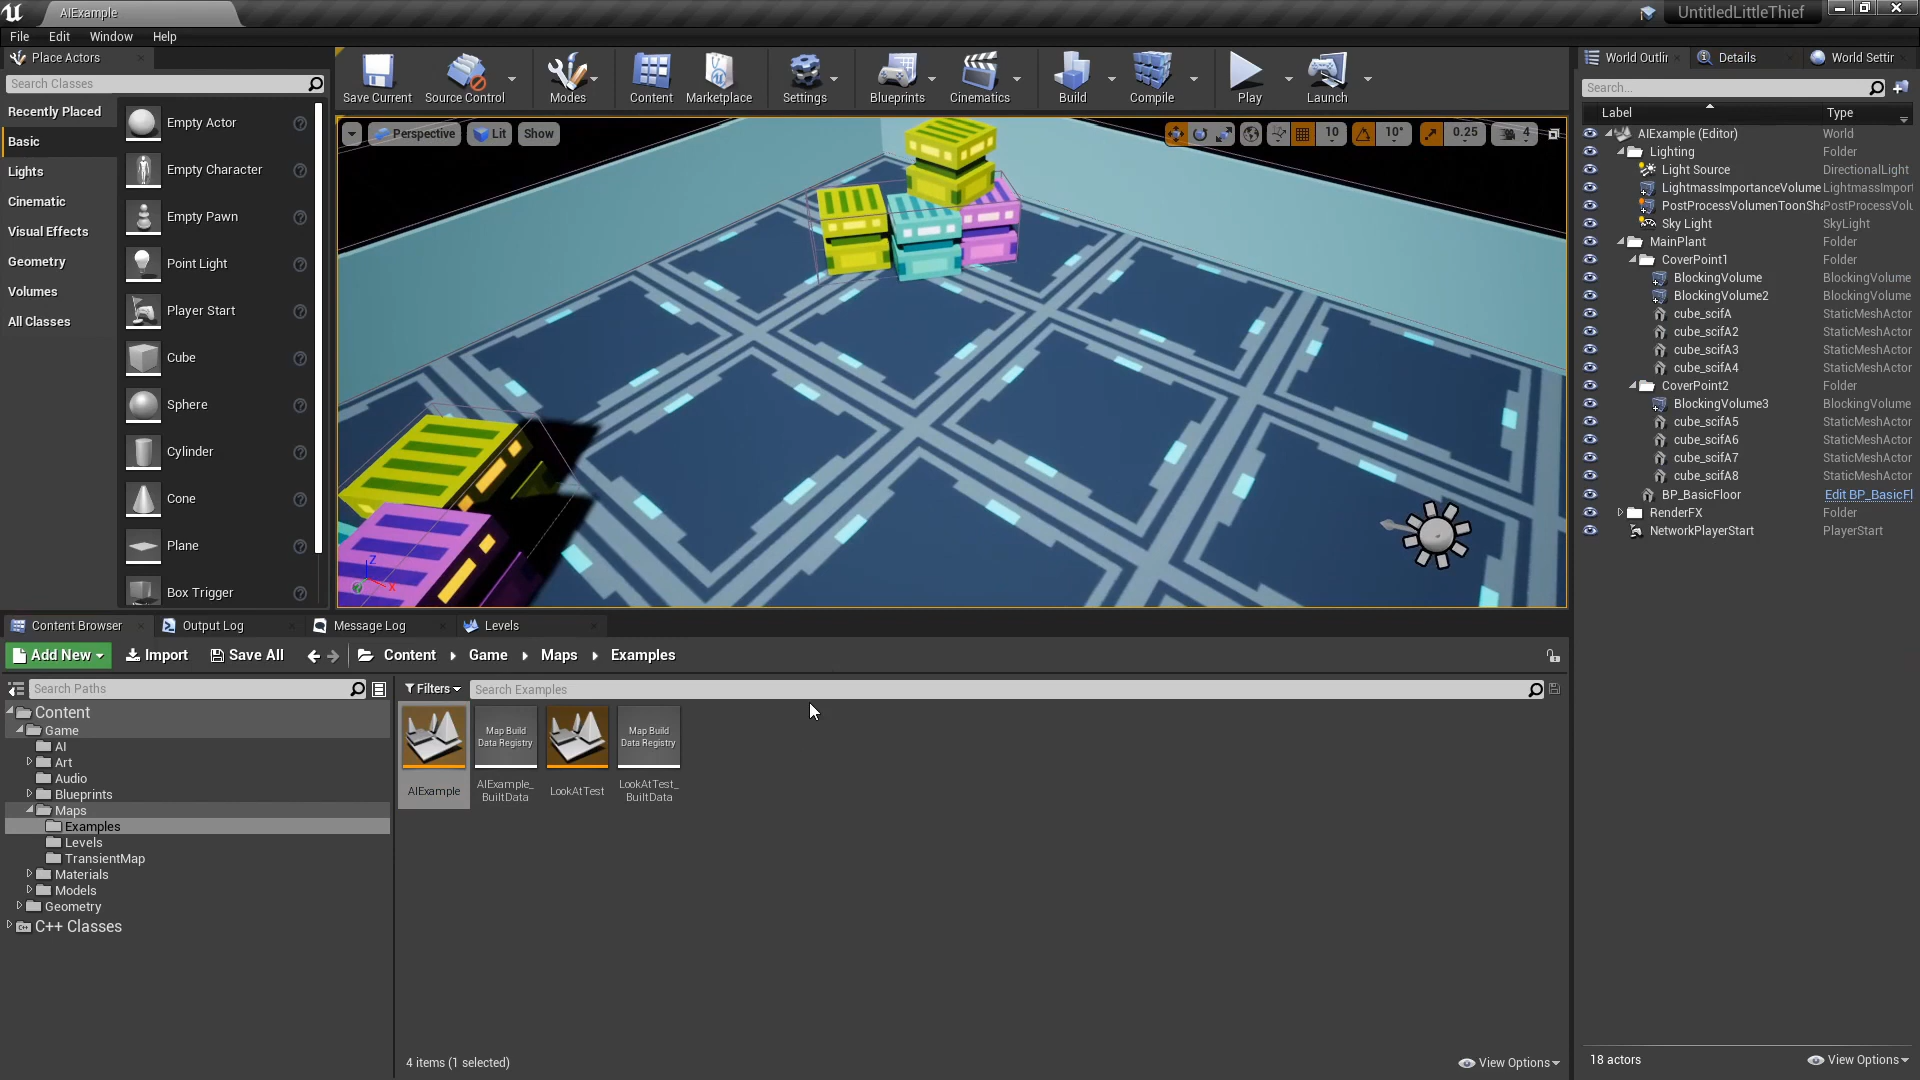 AIExample
UntitledLittleThief
File Edit Window Help
Place Actors
Search Classes
Recently Placed
Basic
Lights
Cinematic
Visual Effects
Geometry
Volumes
All Classes
Empty Actor
Empty Character
Empty Pawn
Point Light
Player Start
Cube
Sphere
Cylinder
Cone
Plane
Box Trigger
Save Current Source Control Modes Content Marketplace Settings Blueprints Cinematics Build Compile Play Launch
Perspective Lit Show
10 10° 0.25 4
Z
X
World Outlin Details World Settin
Search...
Label Type
AIExample (Editor) World
Lighting Folder
Light Source DirectionalLight
LightmassImportanceVolume LightmassImport
PostProcessVolumenToonSha PostProcessVolu
Sky Light SkyLight
MainPlant Folder
CoverPoint1 Folder
BlockingVolume BlockingVolume
BlockingVolume2 BlockingVolume
cube_scifA StaticMeshActor
cube_scifA2 StaticMeshActor
cube_scifA3 StaticMeshActor
cube_scifA4 StaticMeshActor
CoverPoint2 Folder
BlockingVolume3 BlockingVolume
cube_scifA5 StaticMeshActor
cube_scifA6 StaticMeshActor
cube_scifA7 StaticMeshActor
cube_scifA8 StaticMeshActor
BP_BasicFloor Edit BP_BasicFl
RenderFX Folder
NetworkPlayerStart PlayerStart
18 actors View Options
Content Browser Output Log Message Log Levels
Add New Import Save All Content Game Maps Examples
Search Paths
Content
Game
AI
Art
Audio
Blueprints
Maps
Examples
Levels
TransientMap
Materials
Models
Geometry
C++ Classes
Filters Search Examples
Map Build
Data Registry
Map Build
Data Registry
AIExample
AIExample_
BuiltData
LookAtTest
LookAtTest_
BuiltData
4 items (1 selected) View Options